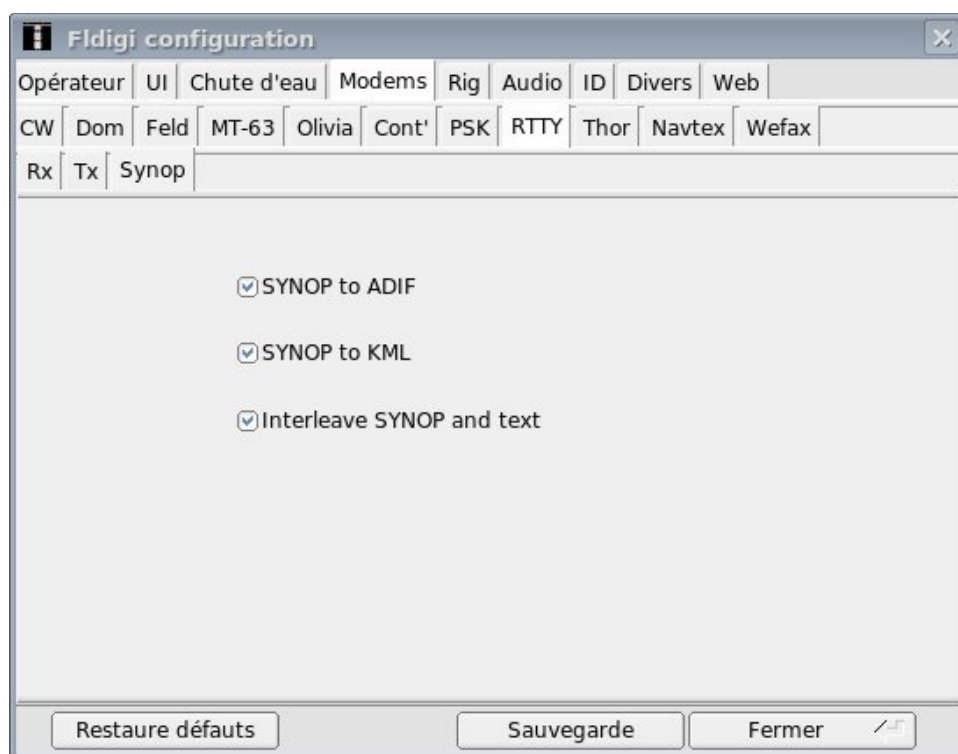 Fldigi configuration
Opérateur UI Chute d'eau Modems Rig Audio ID Divers Web
CW Dom Feld MT-63 Olivia Cont' PSK RTTY Thor Navtex Wefax
Rx Tx Synop
SYNOP to ADIF
SYNOP to KML
Interleave SYNOP and text
Restaure défauts Sauvegarde Fermer